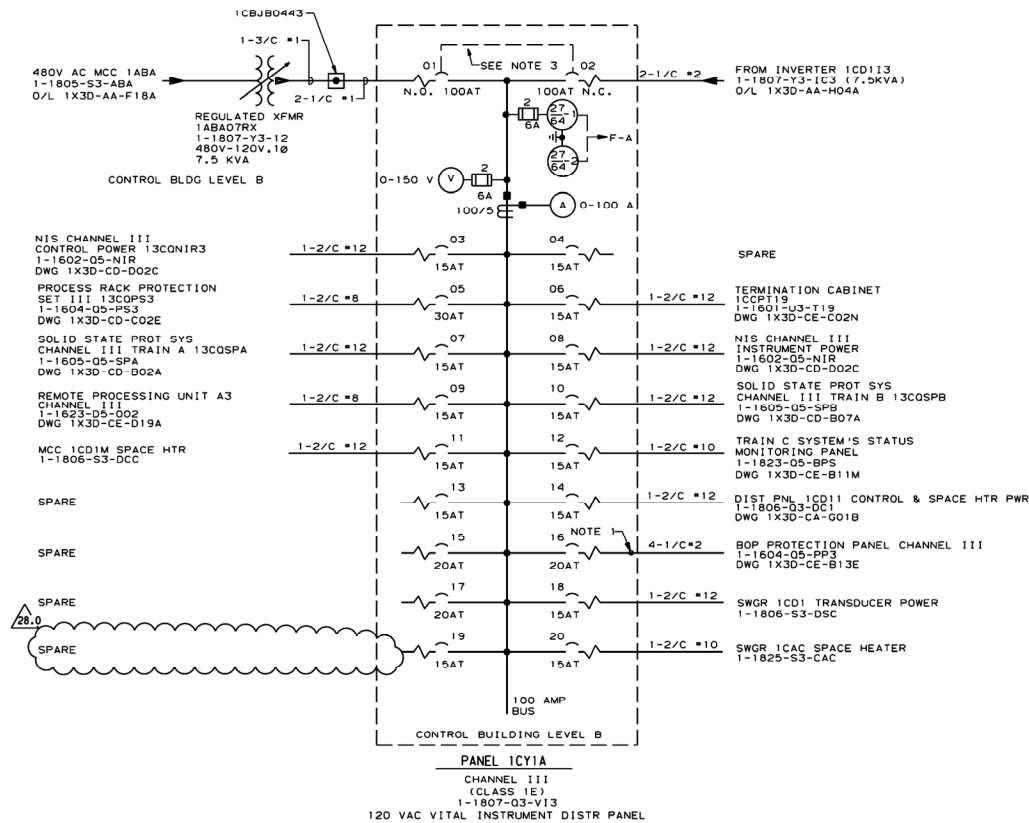 1CBJB0443
1-3/C #1
480V AC MCC 1ABA
1-1805-S3-ABA
O/L 1X3D-AA-F18A
2-1/C #1
REGULATED XFMR
1ABA07RX
1-1807-Y3-12
480V-120V,1Ø
7.5 KVA
CONTROL BLDG LEVEL B
01
SEE NOTE 3
02
N.O. 100AT
100AT N.C.
2-1/C #2
FROM INVERTER 1CD1I3
1-1807-Y3-IC3 (7.5KVA)
O/L 1X3D-AA-H04A
2
6A
27
64
-1
F-A
27
64
-2
0-150 V
V
2
6A
100/5
A
0-100 A
NIS CHANNEL III
CONTROL POWER 13CQNIR3
1-1602-Q5-NIR
DWG 1X3D-CD-D02C
1-2/C #12
03
15AT
04
15AT
SPARE
PROCESS RACK PROTECTION
SET III 13CQPS3
1-1604-Q5-PS3
DWG 1X3D-CD-C02E
1-2/C #8
05
30AT
06
15AT
1-2/C #12
TERMINATION CABINET
1CCPT19
1-1601-U3-T19
DWG 1X3D-CE-C02N
SOLID STATE PROT SYS
CHANNEL III TRAIN A 13CQSPA
1-1605-Q5-SPA
DWG 1X3D-CD-B02A
1-2/C #12
07
15AT
08
15AT
1-2/C #12
NIS CHANNEL III
INSTRUMENT POWER
1-1602-Q5-NIR
DWG 1X3D-CD-D02C
REMOTE PROCESSING UNIT A3
CHANNEL III
1-1623-D5-002
DWG 1X3D-CE-D19A
1-2/C #8
09
15AT
10
15AT
1-2/C #12
SOLID STATE PROT SYS
CHANNEL III TRAIN B 13CQSPB
1-1605-Q5-SPB
DWG 1X3D-CD-B07A
MCC 1CD1M SPACE HTR
1-1806-S3-DCC
1-2/C #12
11
15AT
12
15AT
1-2/C #10
TRAIN C SYSTEM'S STATUS
MONITORING PANEL
1-1823-Q5-BPS
DWG 1X3D-CE-B11M
SPARE
13
15AT
14
15AT
1-2/C #12
DIST PNL 1CD11 CONTROL & SPACE HTR PWR
1-1806-Q3-DC1
DWG 1X3D-CA-G01B
SPARE
15
20AT
16
20AT
NOTE 1
4-1/C#2
BOP PROTECTION PANEL CHANNEL III
1-1604-Q5-PP3
DWG 1X3D-CE-B13E
SPARE
17
20AT
18
15AT
1-2/C #12
SWGR 1CD1 TRANSDUCER POWER
1-1806-S3-DSC
28.0
SPARE
19
15AT
20
15AT
1-2/C #10
SWGR 1CAC SPACE HEATER
1-1825-S3-CAC
100 AMP
BUS
CONTROL BUILDING LEVEL B
PANEL 1CY1A
CHANNEL III
(CLASS 1E)
1-1807-Q3-VI3
120 VAC VITAL INSTRUMENT DISTR PANEL